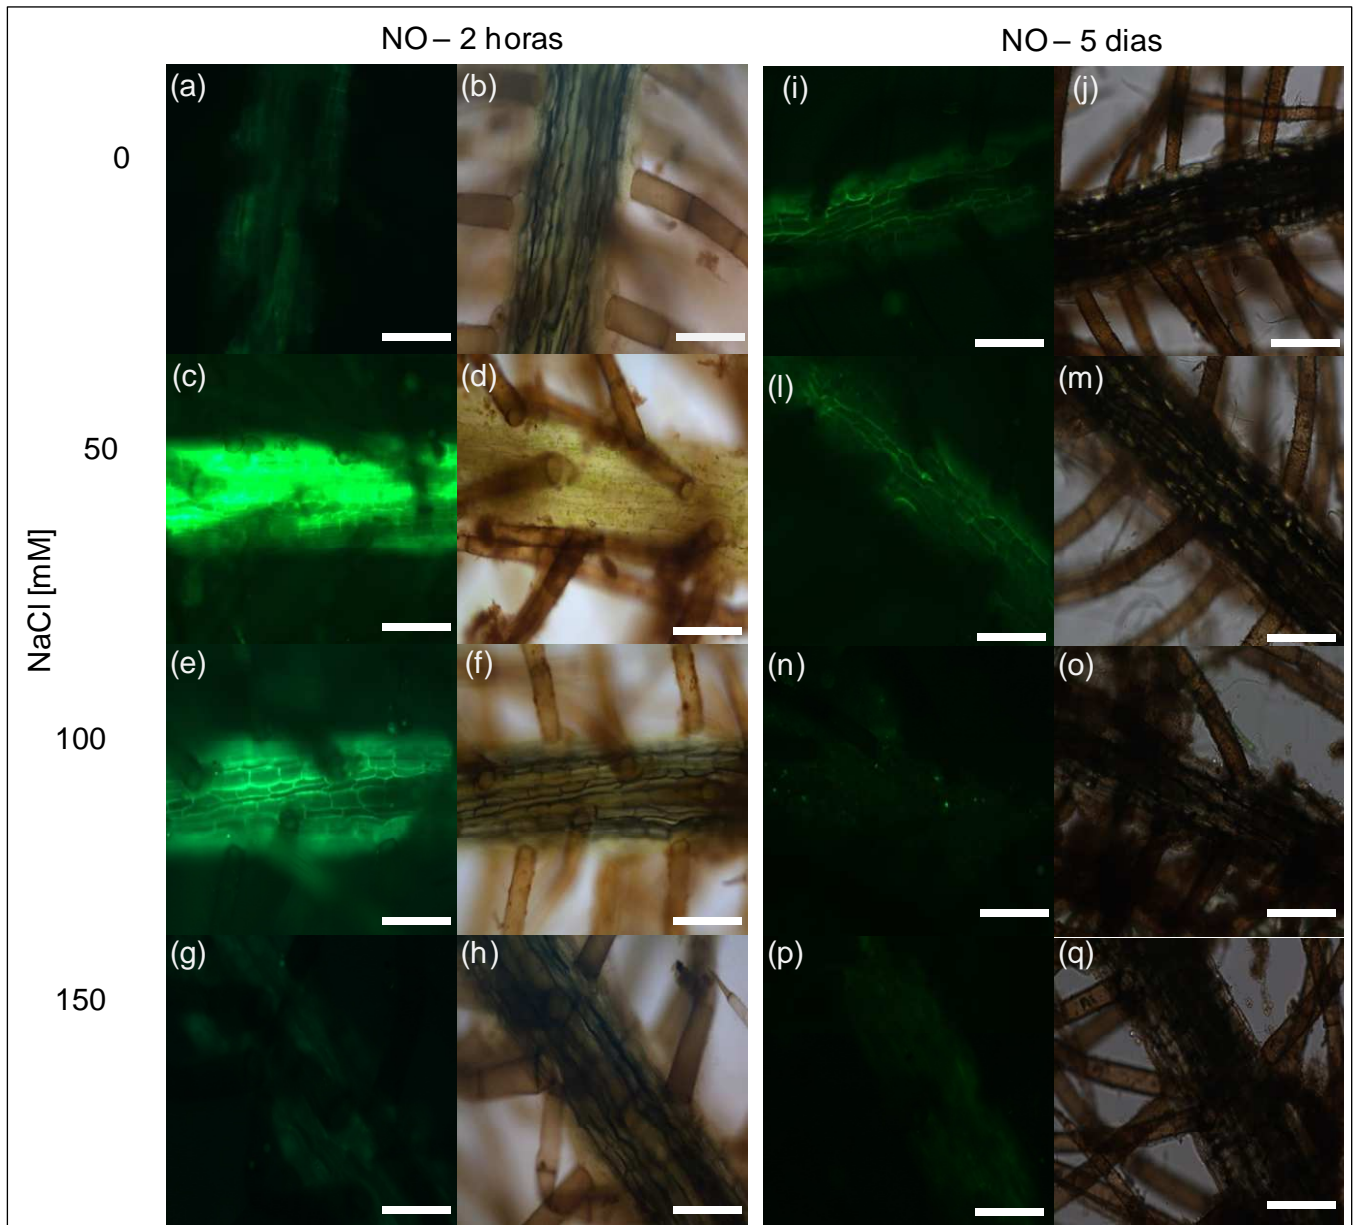 NO – 2 horas
NO – 5 dias
(a)
(b)
(i)
(j)
0
(c)
(d)
(l)
(m)
50
NaCl [mM]
(e)
(f)
(n)
(o)
100
(g)
(h)
(p)
(q)
150